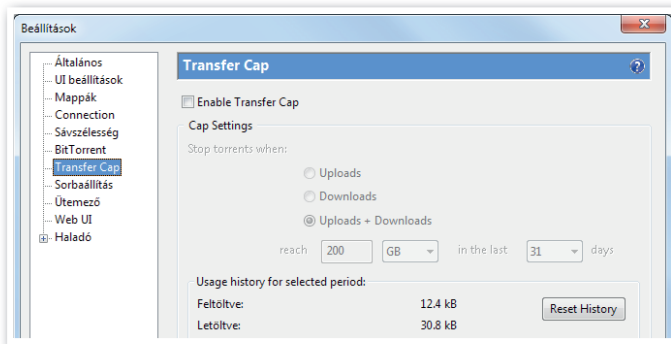 Beállítások
Általános
UI beállítások
Mappák
Connection
Sávszélesség
BitTorrent
Transfer Cap
Sorbaállítás
Ütemező
Web UI
Haladó
Transfer Cap
Enable Transfer Cap
Cap Settings
Stop torrents when:
Uploads
Downloads
Uploads + Downloads
reach 200 GB in the last 31 days
Usage history for selected period:
Feltöltve: 12.4 kB Reset History
Letöltve: 30.8 kB